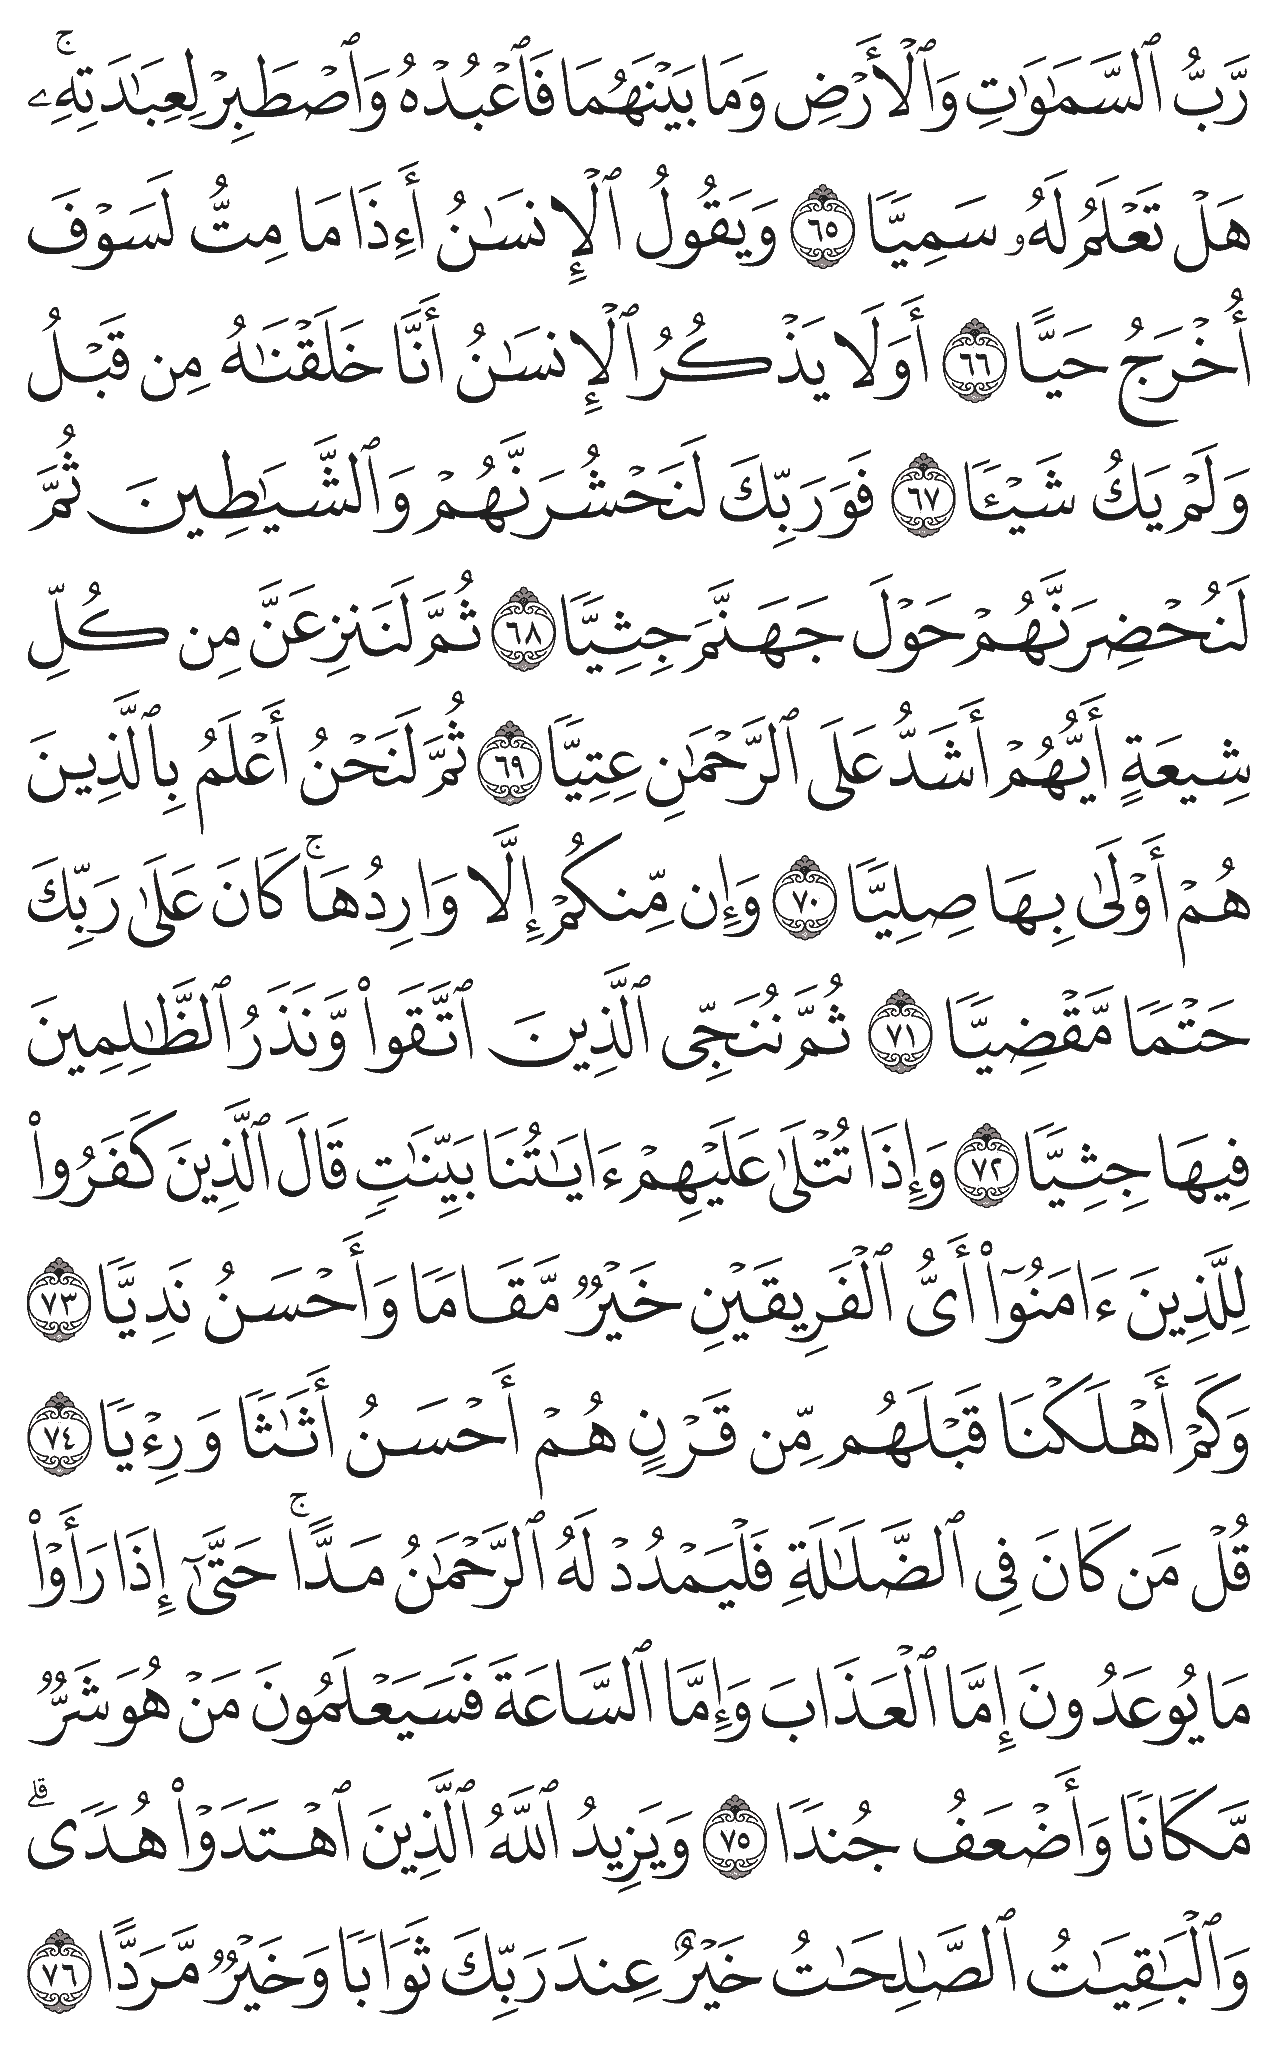 رَّبُّ ٱلسَّمَٰوَٰتِ وَٱلْأَرْضِ وَمَا بَيْنَهُمَا فَٱعْبُدْهُ وَٱصْطَبِرْ لِعِبَٰدَتِهِۦۚ
هَلْ تَعْلَمُ لَهُۥ سَمِيًّا ٦٥ وَيَقُولُ ٱلْإِنسَٰنُ أَءِذَا مَا مِتُّ لَسَوْفَ
أُخْرَجُ حَيًّا ٦٦ أَوَلَا يَذْكُرُ ٱلْإِنسَٰنُ أَنَّا خَلَقْنَٰهُ مِن قَبْلُ
وَلَمْ يَكُ شَيْـًٔا ٦٧ فَوَرَبِّكَ لَنَحْشُرَنَّهُمْ وَٱلشَّيَٰطِينَ ثُمَّ
لَنُحْضِرَنَّهُمْ حَوْلَ جَهَنَّمَ جِثِيًّا ٦٨ ثُمَّ لَنَنزِعَنَّ مِن كُلِّ
شِيعَةٍ أَيُّهُمْ أَشَدُّ عَلَى ٱلرَّحْمَٰنِ عِتِيًّا ٦٩ ثُمَّ لَنَحْنُ أَعْلَمُ بِٱلَّذِينَ
هُمْ أَوْلَىٰ بِهَا صِلِيًّا ٧٠ وَإِن مِّنكُمْ إِلَّا وَارِدُهَاۚ كَانَ عَلَىٰ رَبِّكَ
حَتْمًا مَّقْضِيًّا ٧١ ثُمَّ نُنَجِّى ٱلَّذِينَ ٱتَّقَوا۟ وَّنَذَرُ ٱلظَّٰلِمِينَ
فِيهَا جِثِيًّا ٧٢ وَإِذَا تُتْلَىٰ عَلَيْهِمْ ءَايَٰتُنَا بَيِّنَٰتٍ قَالَ ٱلَّذِينَ كَفَرُوا۟
لِلَّذِينَ ءَامَنُوٓا۟ أَىُّ ٱلْفَرِيقَيْنِ خَيْرٌ مَّقَامًا وَأَحْسَنُ نَدِيًّا ٧٣
وَكَمْ أَهْلَكْنَا قَبْلَهُم مِّن قَرْنٍ هُمْ أَحْسَنُ أَثَٰثًا وَرِءْيًا ٧٤
قُلْ مَن كَانَ فِى ٱلضَّلَٰلَةِ فَلْيَمْدُدْ لَهُ ٱلرَّحْمَٰنُ مَدًّاۚ حَتَّىٰٓ إِذَا رَأَوْا۟
مَا يُوعَدُونَ إِمَّا ٱلْعَذَابَ وَإِمَّا ٱلسَّاعَةَ فَسَيَعْلَمُونَ مَنْ هُوَ شَرٌّ
مَّكَانًا وَأَضْعَفُ جُندًا ٧٥ وَيَزِيدُ ٱللَّهُ ٱلَّذِينَ ٱهْتَدَوْا۟ هُدًىۗ
وَٱلْبَٰقِيَٰتُ ٱلصَّٰلِحَٰتُ خَيْرٌ عِندَ رَبِّكَ ثَوَابًا وَخَيْرٌ مَّرَدًّا ٧٦